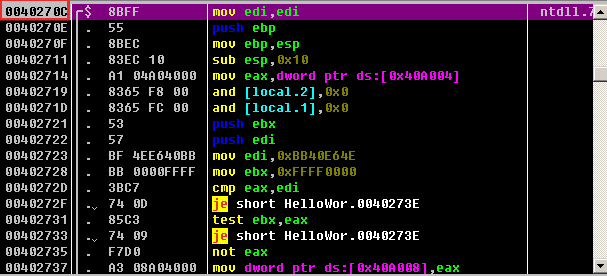 0040270C $ 8BFF mov edi,edi ntdll.7
0040270E . 55 push ebp
0040270F . 8BEC mov ebp,esp
00402711 . 83EC 10 sub esp,0x10
00402714 . A1 04A04000 mov eax,dword ptr ds:[0x40A004]
00402719 . 8365 F8 00 and [local.2],0x0
0040271D . 8365 FC 00 and [local.1],0x0
00402721 . 53 push ebx
00402722 . 57 push edi
00402723 . BF 4EE640BB mov edi,0xBB40E64E
00402728 . BB 0000FFFF mov ebx,0xFFFF0000
0040272D . 3BC7 cmp eax,edi
0040272F . 74 0D je short HelloWor.0040273E
00402731 . 85C3 test ebx,eax
00402733 . 74 09 je short HelloWor.0040273E
00402735 . F7D0 not eax
00402737 . A3 08A04000 mov dword ptr ds:[0x40A008],eax